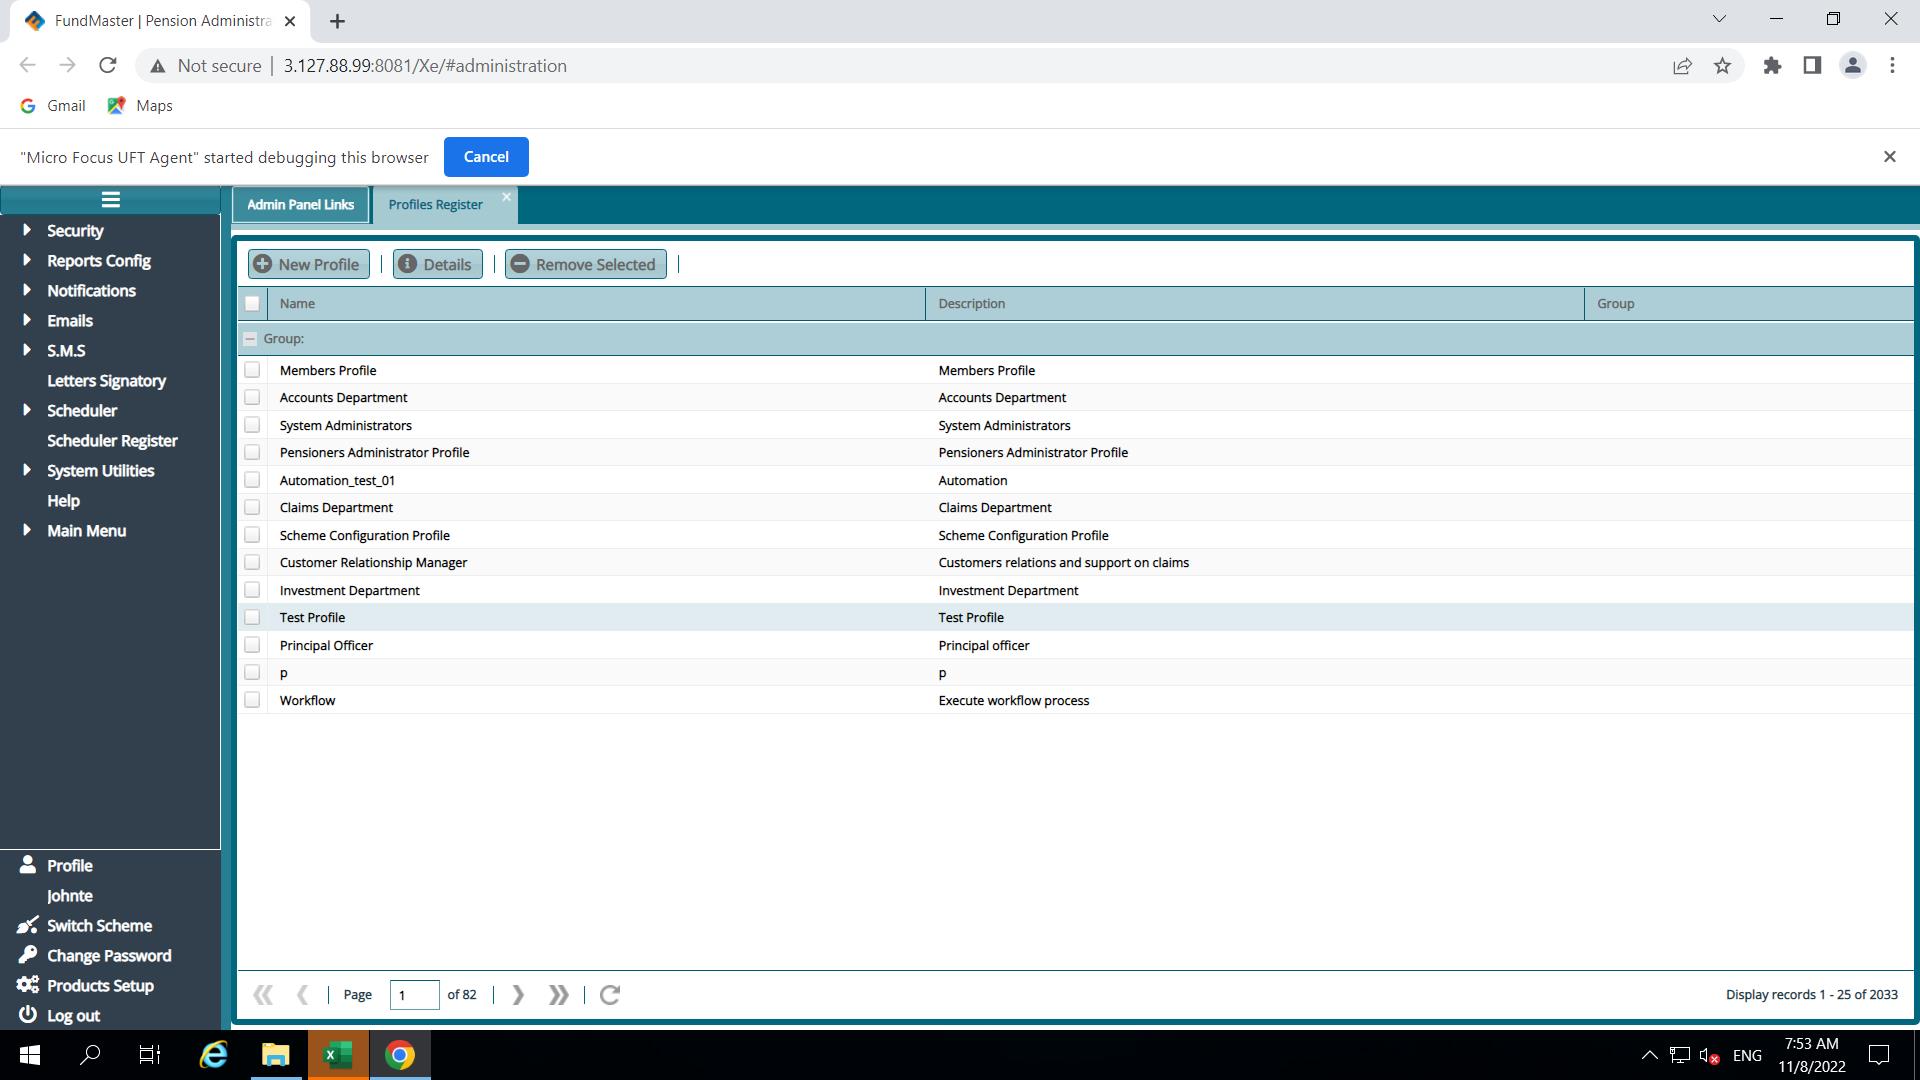 FundMaster | Pension Administra
Not secure | 3.127.88.99:8081/Xe/#administration
Gmail
Maps
"Micro Focus UFT Agent" started debugging this browser
Cancel
Admin Panel Links
Profiles Register
Security
Reports Config
Notifications
Emails
S.M.S
Letters Signatory
Scheduler
Scheduler Register
System Utilities
Help
Main Menu
Profile
Johnte
Switch Scheme
Change Password
Products Setup
Log out
New Profile
Details
Remove Selected
Name Description Group
Group:
Members Profile Members Profile
Accounts Department Accounts Department
System Administrators System Administrators
Pensioners Administrator Profile Pensioners Administrator Profile
Automation_test_01 Automation
Claims Department Claims Department
Scheme Configuration Profile Scheme Configuration Profile
Customer Relationship Manager Customers relations and support on claims
Investment Department Investment Department
Test Profile Test Profile
Principal Officer Principal officer
p p
Workflow Execute workflow process
Page 1 of 82
Display records 1 - 25 of 2033
ENG
7:53 AM
11/8/2022